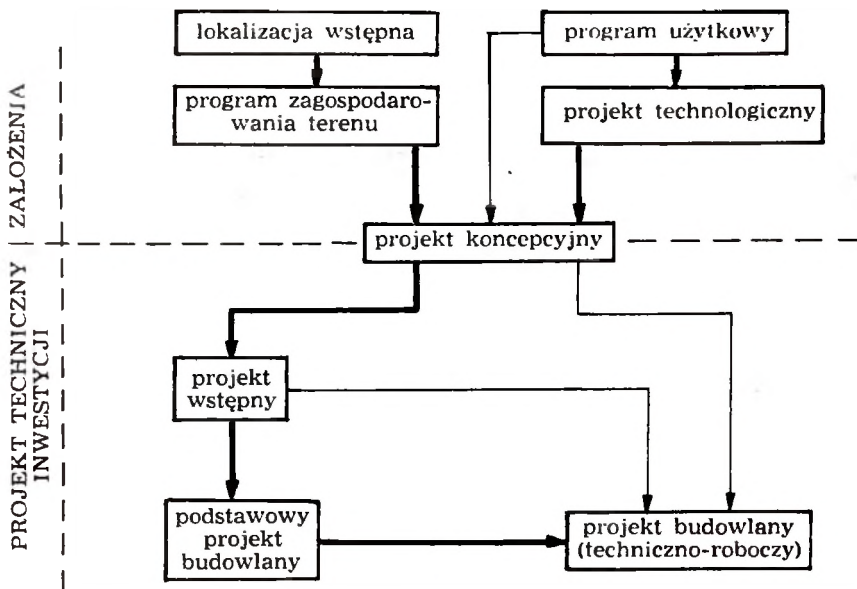 lokalizacja wstępna
program użytkowy
program zagospodaro-
wania terenu
projekt technologiczny
ZAŁOŻENIA
projekt koncepcyjny
PROJEKT TECHNICZNY
INWESTYCJI
projekt
wstępny
podstawowy
projekt
budowlany
projekt budowlany
(techniczno-roboczy)